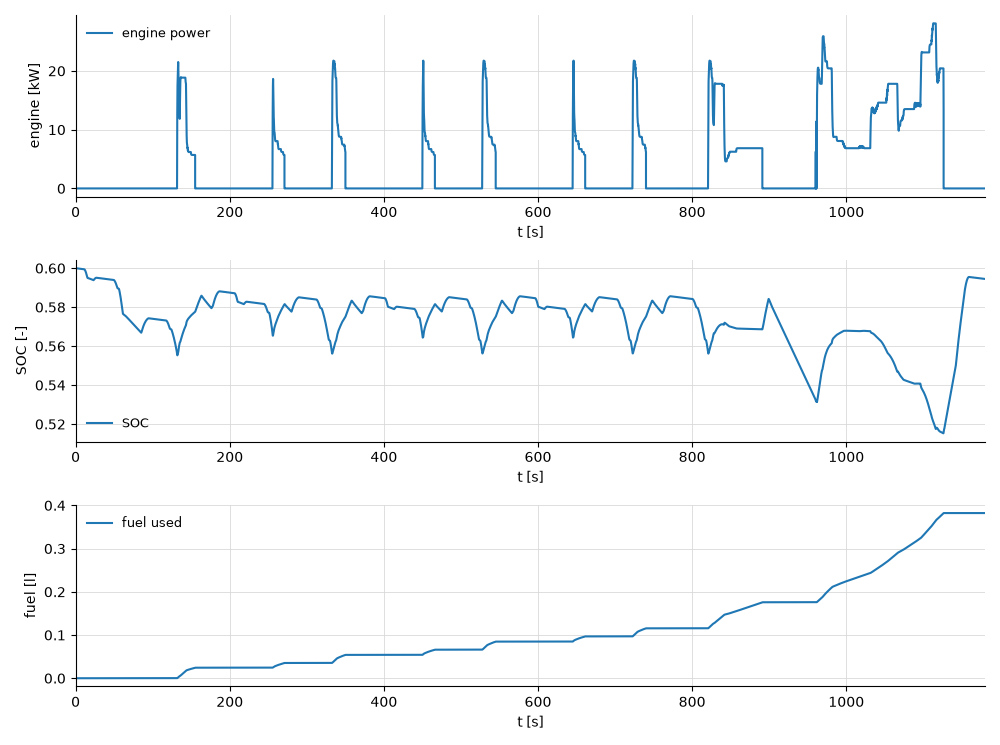 engine power
engine [kW]
20
10
0
0 200 400 600 800 1000
t [s]
0.60
0.58
0.56
0.54
0.52
SOC [-]
SOC
0 200 400 600 800 1000
t [s]
0.4
0.3
0.2
0.1
0.0
fuel [l]
fuel used
0 200 400 600 800 1000
t [s]